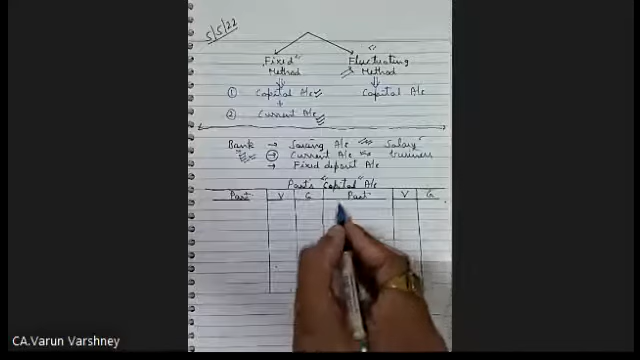 5/5/22
"Fixed" Method
"Fluctuating Method
① Capital A/c
Capital A/c
② Current A/c
Bank → Saving A/c Salary
→ Current A/c business
→ Fixed deposit A/c
Part's "Capital" A/c
Part V G Part V G
CA.Varun Varshney